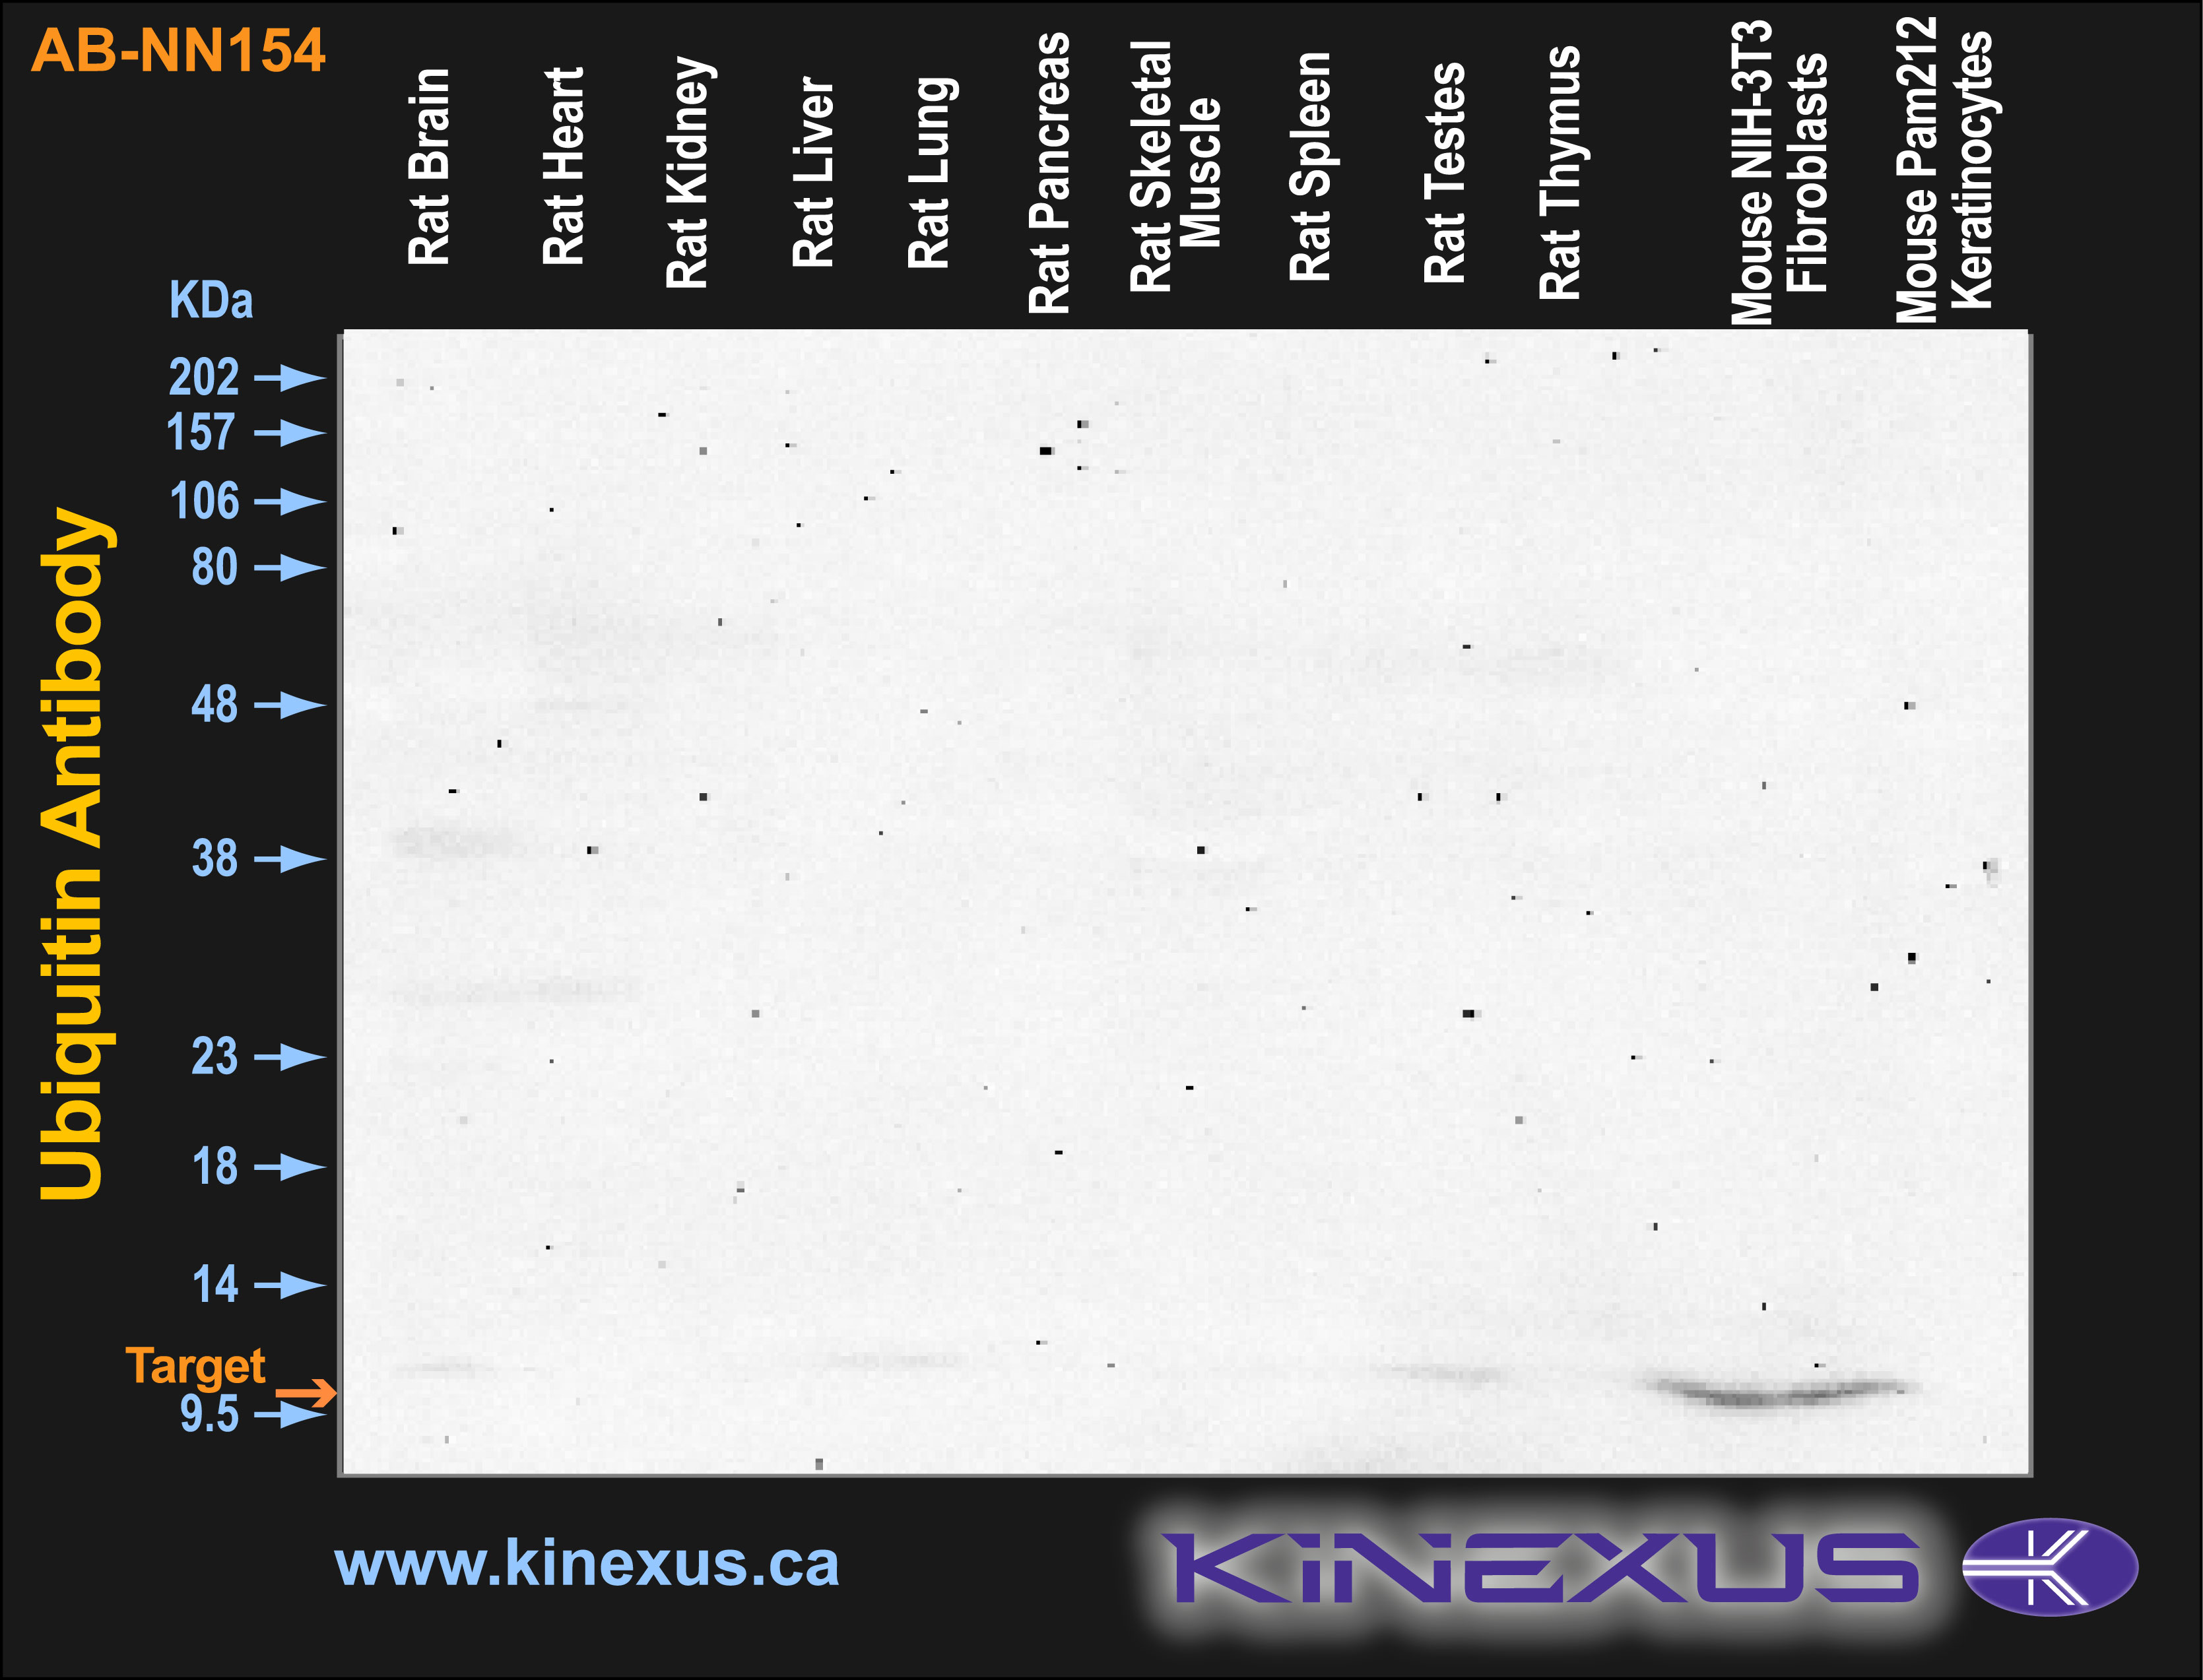 AB-NN154
Rat Brain
Rat Heart
Rat Kidney
Rat Liver
Rat Lung
Rat Pancreas
Rat Skeletal
Muscle
Rat Spleen
Rat Testes
Rat Thymus
Mouse NIH-3T3
Fibroblasts
Mouse Pam212
Keratinocytes
KDa
202
157
106
80
48
38
23
18
14
Target
9.5
Ubiquitin Antibody
www.kinexus.ca
KiNEXUS